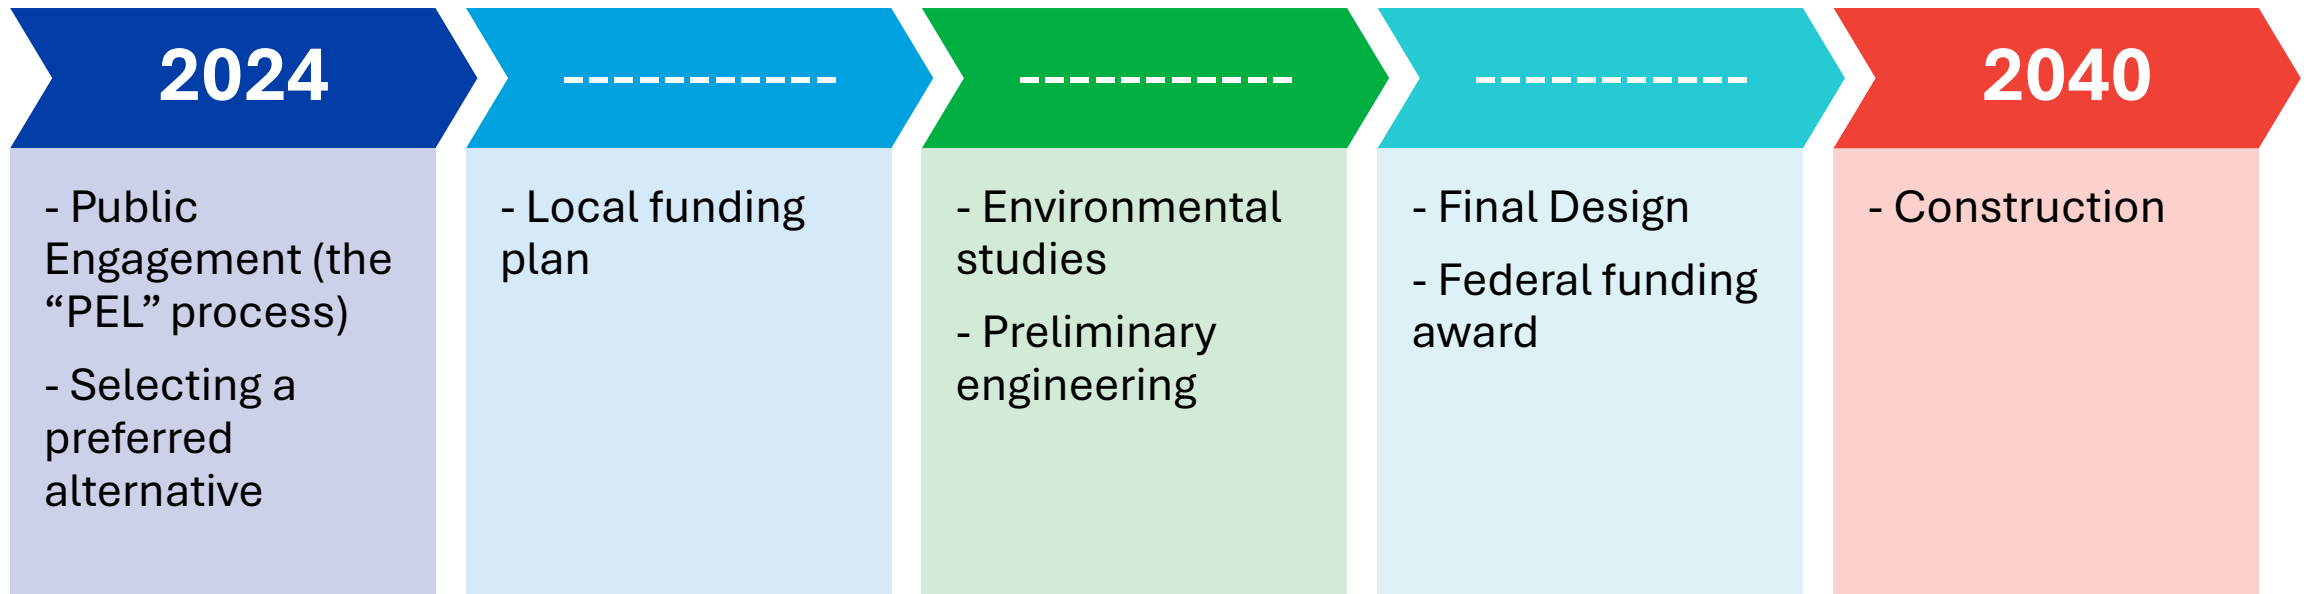 2024
-----------
-----------
-----------
2040
- Public
Engagement (the
“PEL” process)
- Selecting a
preferred
alternative
- Local funding
plan
- Environmental
studies
- Preliminary
engineering
- Final Design
- Federal funding
award
- Construction